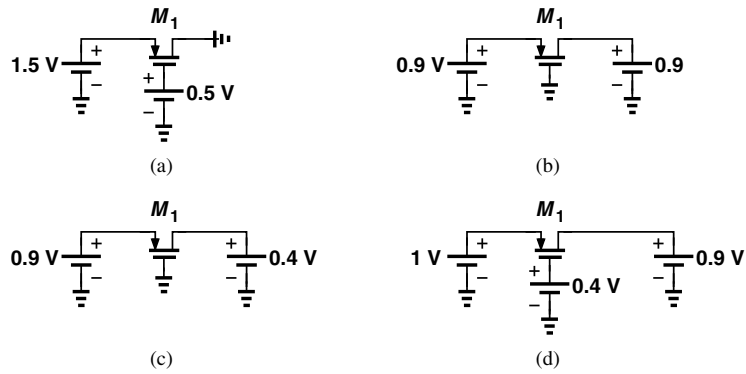 M1
+
1.5 V
−
+
0.5 V
−
(a)
M1
+
0.9 V
−
+
0.9
−
(b)
M1
+
0.9 V
−
+
0.4 V
−
(c)
M1
+
1 V
−
+
0.4 V
−
+
0.9 V
−
(d)